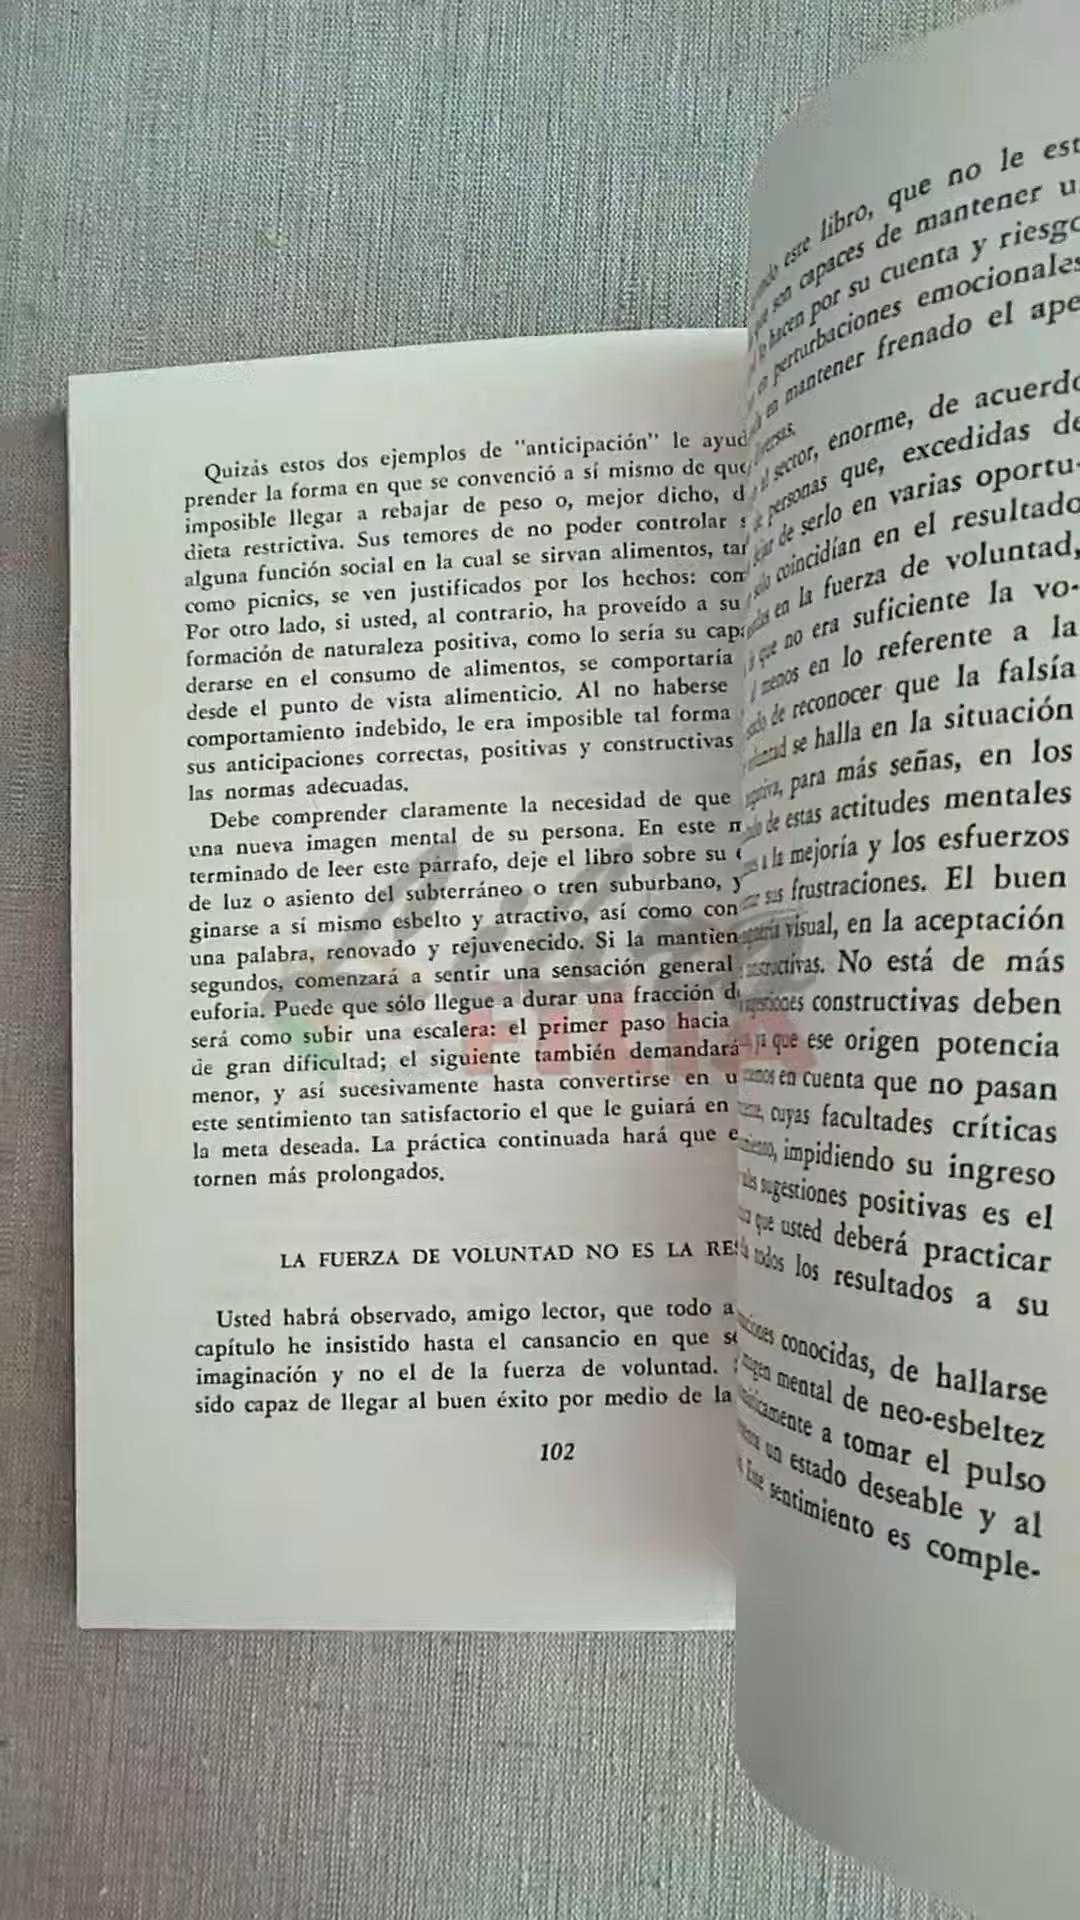 Quizás estos dos ejemplos de "anticipación" le ayud
prender la forma en que se convenció a sí mismo de que
imposible llegar a rebajar de peso o, mejor dicho, d
dieta restrictiva. Sus temores de no poder controlar s
alguna función social en la cual se sirvan alimentos, tan
como picnics, se ven justificados por los hechos: com
Por otro lado, si usted, al contrario, ha proveído a su
formación de naturaleza positiva, como lo sería su capa
derarse en el consumo de alimentos, se comportaría
desde el punto de vista alimenticio. Al no haberse
comportamiento indebido, le era imposible tal forma
sus anticipaciones correctas, positivas y constructivas
las normas adecuadas.
Debe comprender claramente la necesidad de que
una nueva imagen mental de su persona. En este m
terminado de leer este párrafo, deje el libro sobre su
de luz o asiento del subterráneo o tren suburbano, y
ginarse a sí mismo esbelto y atractivo, así como con
una palabra, renovado y rejuvenecido. Si la mantien
segundos, comenzará a sentir una sensación general
euforia. Puede que sólo llegue a durar una fracción d
será como subir una escalera: el primer paso hacia
de gran dificultad; el siguiente también demandará
menor, y así sucesivamente hasta convertirse en u
este sentimiento tan satisfactorio el que le guiará en
la meta deseada. La práctica continuada hará que e
tornen más prolongados.
LA FUERZA DE VOLUNTAD NO ES LA RES
Usted habrá observado, amigo lector, que todo a
capítulo he insistido hasta el cansancio en que se
imaginación y no el de la fuerza de voluntad.
sido capaz de llegar al buen éxito por medio de la
102
este libro, que no le est
son capaces de mantener u
lo hacen por su cuenta y riesgo
perturbaciones emocionales
en mantener frenado el ape
sector, enorme, de acuerdo
personas que, excedidas de
de serlo en varias oportu-
coincidían en el resultado
en la fuerza de voluntad,
que no era suficiente la vo-
menos en lo referente a la
de reconocer que la falsía
se halla en la situación
para más señas, en los
de estas actitudes mentales
a la mejoría y los esfuerzos
sus frustraciones. El buen
visual, en la aceptación
No está de más
constructivas deben
ya que ese origen potencia
en cuenta que no pasan
cuyas facultades críticas
impidiendo su ingreso
sugestiones positivas es el
que usted deberá practicar
todos los resultados a su
conocidas, de hallarse
mental de neo-esbeltez
a tomar el pulso
un estado deseable y al
Este sentimiento es comple-
FILIA